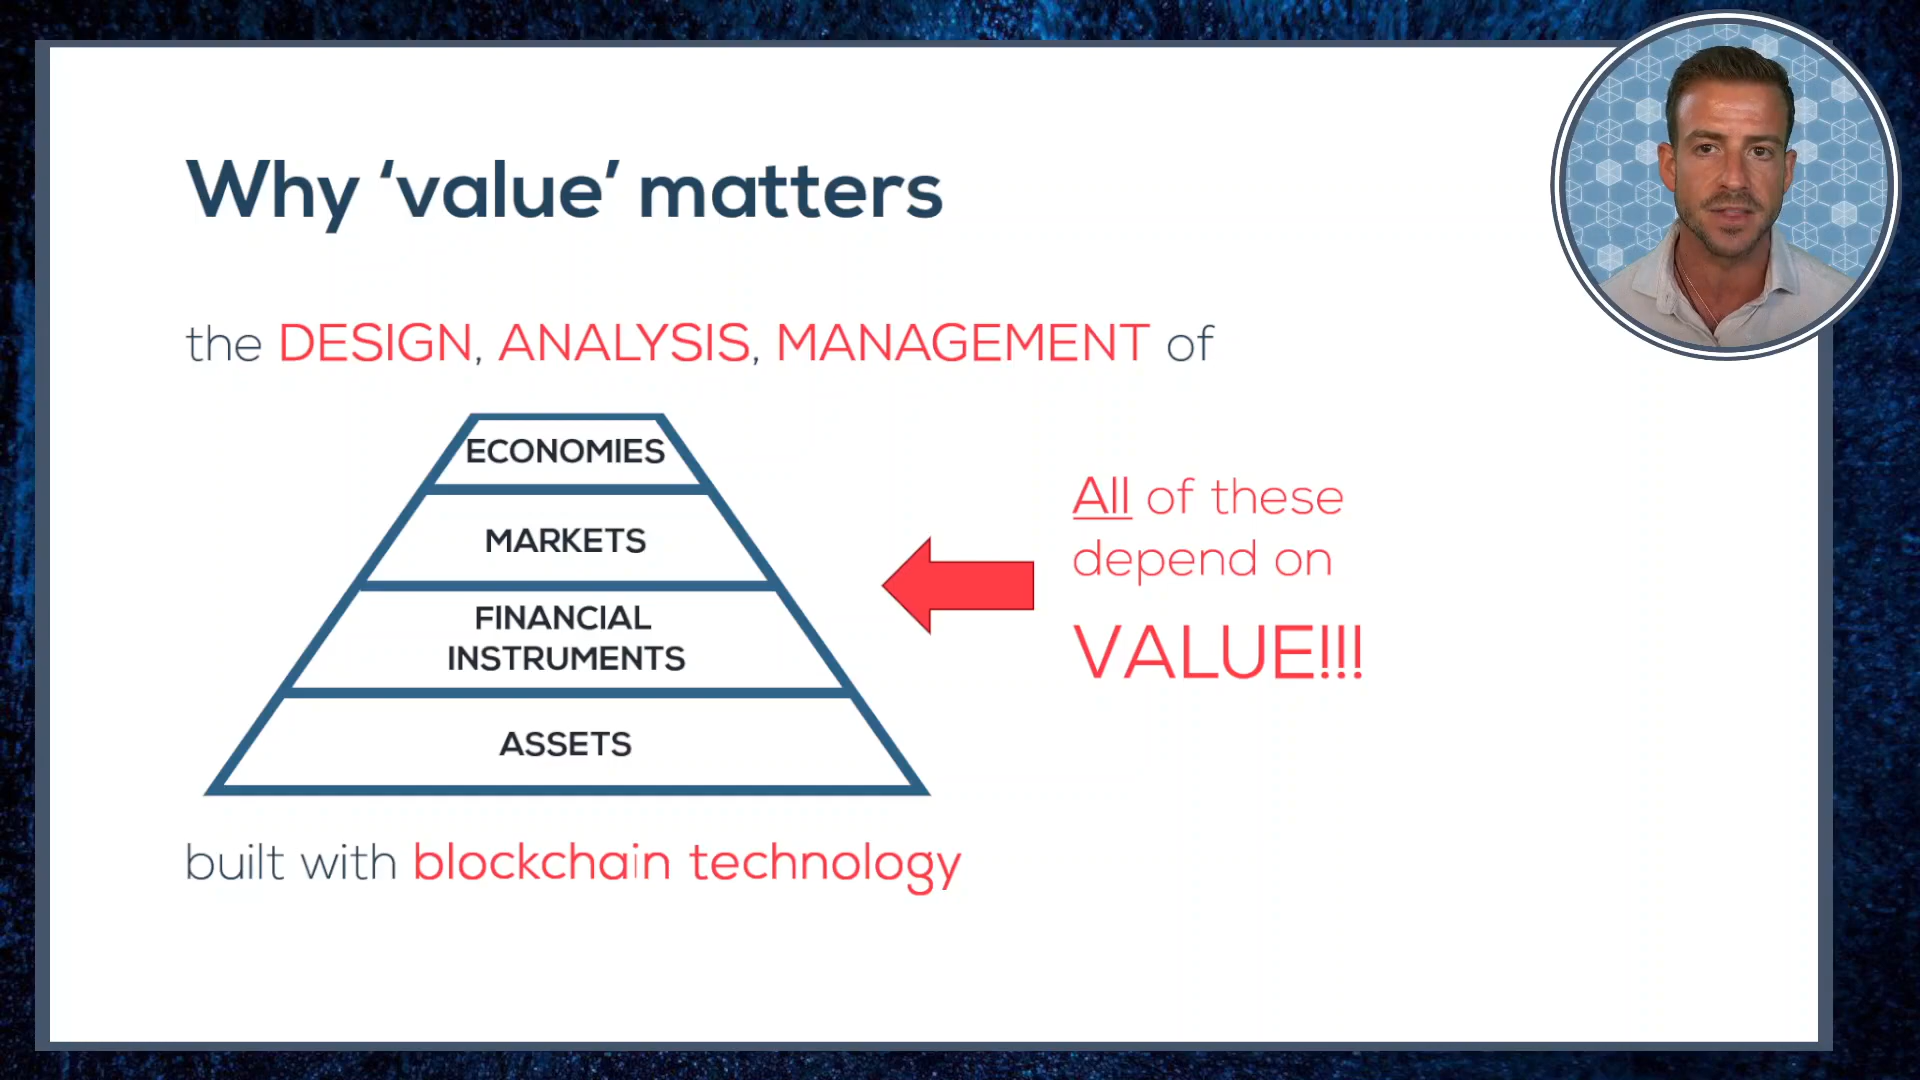 Why ‘value’ matters
the DESIGN, ANALYSIS, MANAGEMENT of
ECONOMIES
MARKETS
FINANCIAL
INSTRUMENTS
ASSETS
All of these
depend on
VALUE!!!
built with blockchain technology